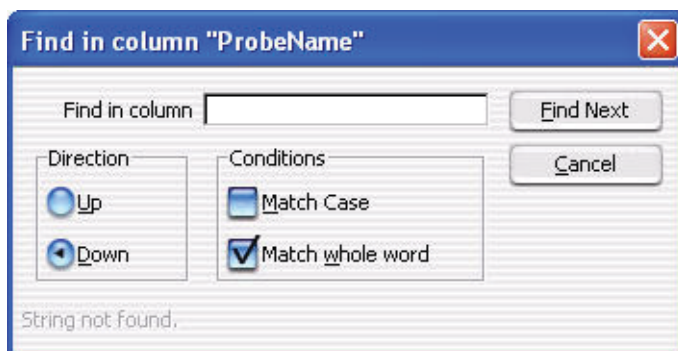 Find in column "ProbeName"
Find in column
Find Next
Direction
Conditions
Cancel
Up
Match Case
Down
Match whole word
String not found.